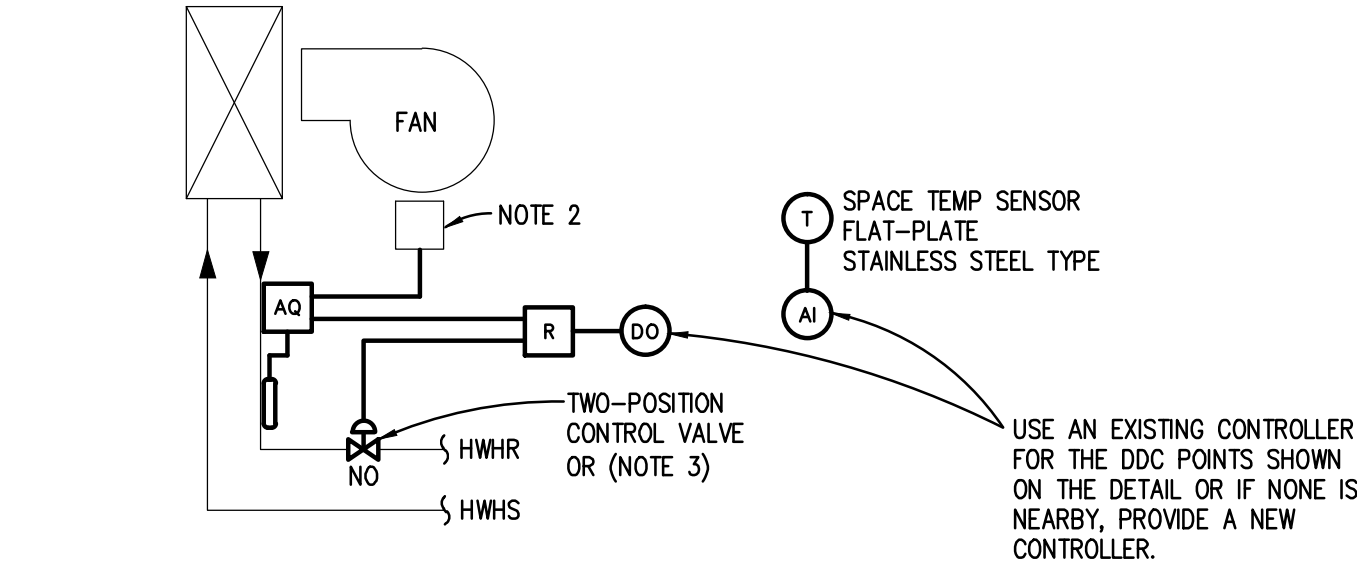 FAN
NOTE 2
T
SPACE TEMP SENSOR
FLAT–PLATE
STAINLESS STEEL TYPE
AQ
AI
R
DO
TWO–POSITION
CONTROL VALVE
OR (NOTE 3)
HWHR
NO
HWHS
USE AN EXISTING CONTROLLER
FOR THE DDC POINTS SHOWN
ON THE DETAIL OR IF NONE IS
NEARBY, PROVIDE A NEW
CONTROLLER.